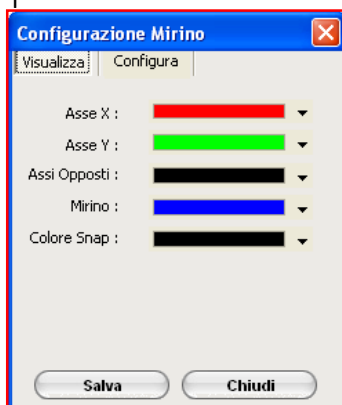 Configurazione Mirino
Visualizza Configura
Asse X :
Asse Y :
Assi Opposti :
Mirino :
Colore Snap :
Salva Chiudi